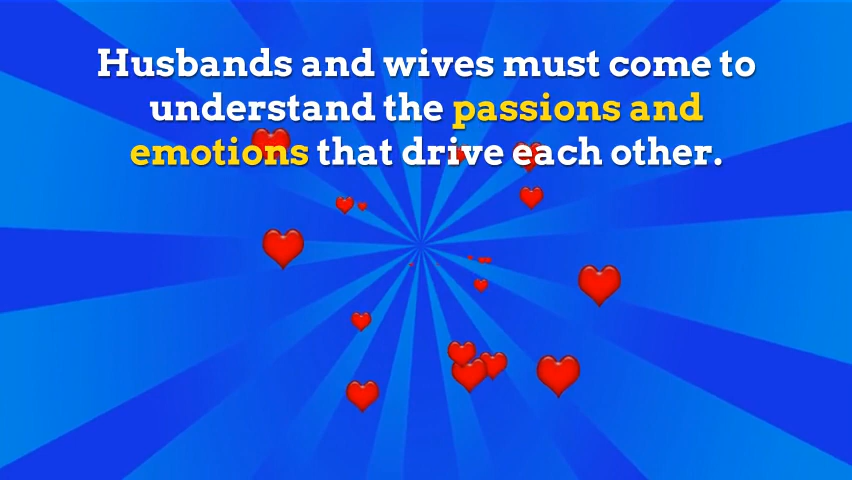 Husbands and wives must come to
understand the passions and
emotions that drive each other.